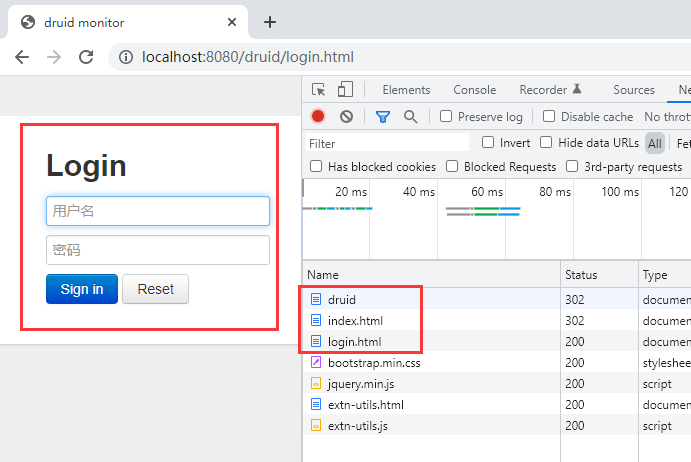 druid monitor
localhost:8080/druid/login.html
Elements Console Recorder Sources
Preserve log Disable cache No thrott
Filter Invert Hide data URLs All
Has blocked cookies Blocked Requests 3rd-party requests
20 ms 40 ms 60 ms 80 ms 100 ms 120
Login
用户名
密码
Sign in Reset
Name Status Type
druid 302 documen
index.html 302 documen
login.html 200 documen
bootstrap.min.css 200 stylesheet
jquery.min.js 200 script
extn-utils.html 200 documen
extn-utils.js 200 script